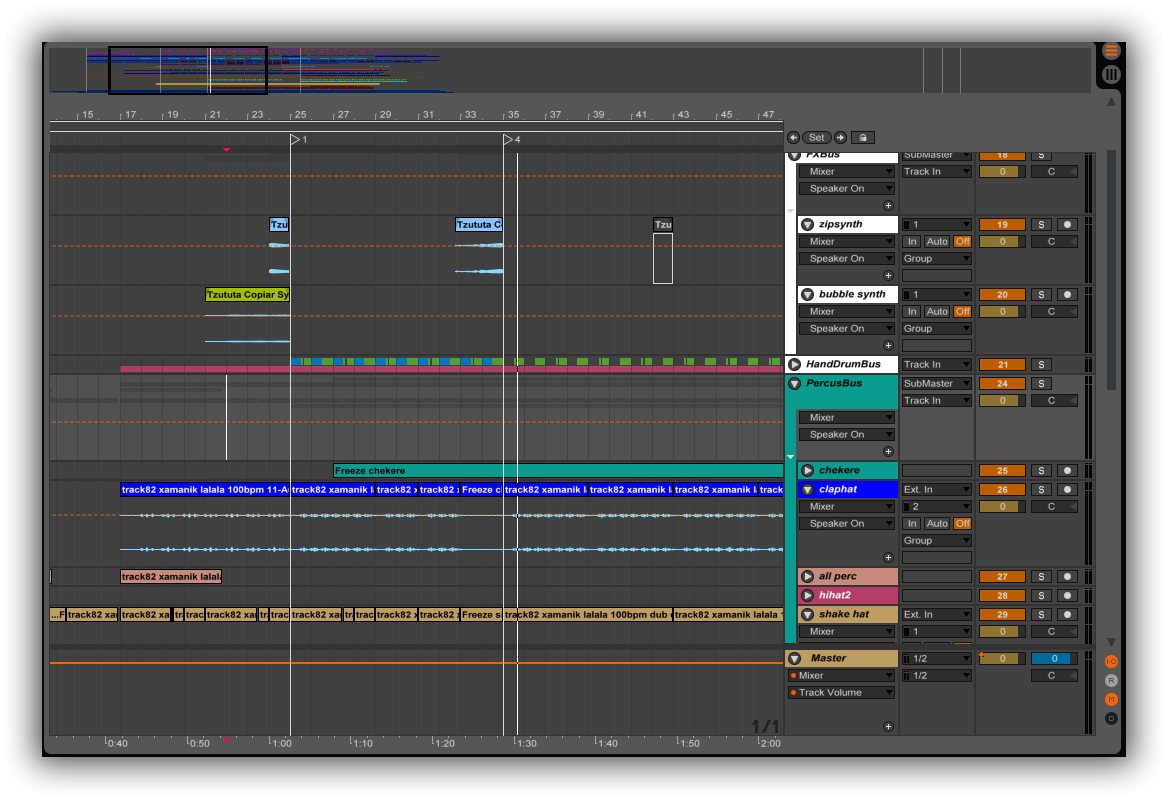 15 17 19 21 23 25 27 29 31 33 35 37 39 41 43 45 47
1 4 Set
FXBus SubMaster 18 S
Mixer Track In 0 C
Speaker On
Tzu Tzututa C Tzu zipsynth 1 19 S
Mixer In Auto Off 0 C
Speaker On Group
Tzututa Copiar Sy bubble synth 1 20 S
Mixer In Auto Off 0 C
Speaker On Group
HandDrumBus Track In 21 S
PercusBus SubMaster 24 S
Track In 0 C
Mixer
Speaker On
Freeze chekere chekere 25 S
track82 xamanik lalala 100bpm 11-A track82 xamanik l track82 x track82 Freeze c track82 xamanik l track82 xamanik l track82 xamanik l track claphat Ext. In 26 S
Mixer 2 0 C
Speaker On In Auto Off
Group
track82 xamanik lalal all perc 27 S
hihat2 28 S
...F track82 xa track82 xa tr track82 xa tr trac track82 xa tr trac track82 x track82 Freeze s track82 xamanik lalala 100bpm dub track82 xamanik lalala shake hat Ext. In 29 S
Mixer 1 0 C
Master 1/2 0 0
Mixer 1/2 C
Track Volume
1/1
0:40 0:50 1:00 1:10 1:20 1:30 1:40 1:50 2:00
I-O
R
M
D